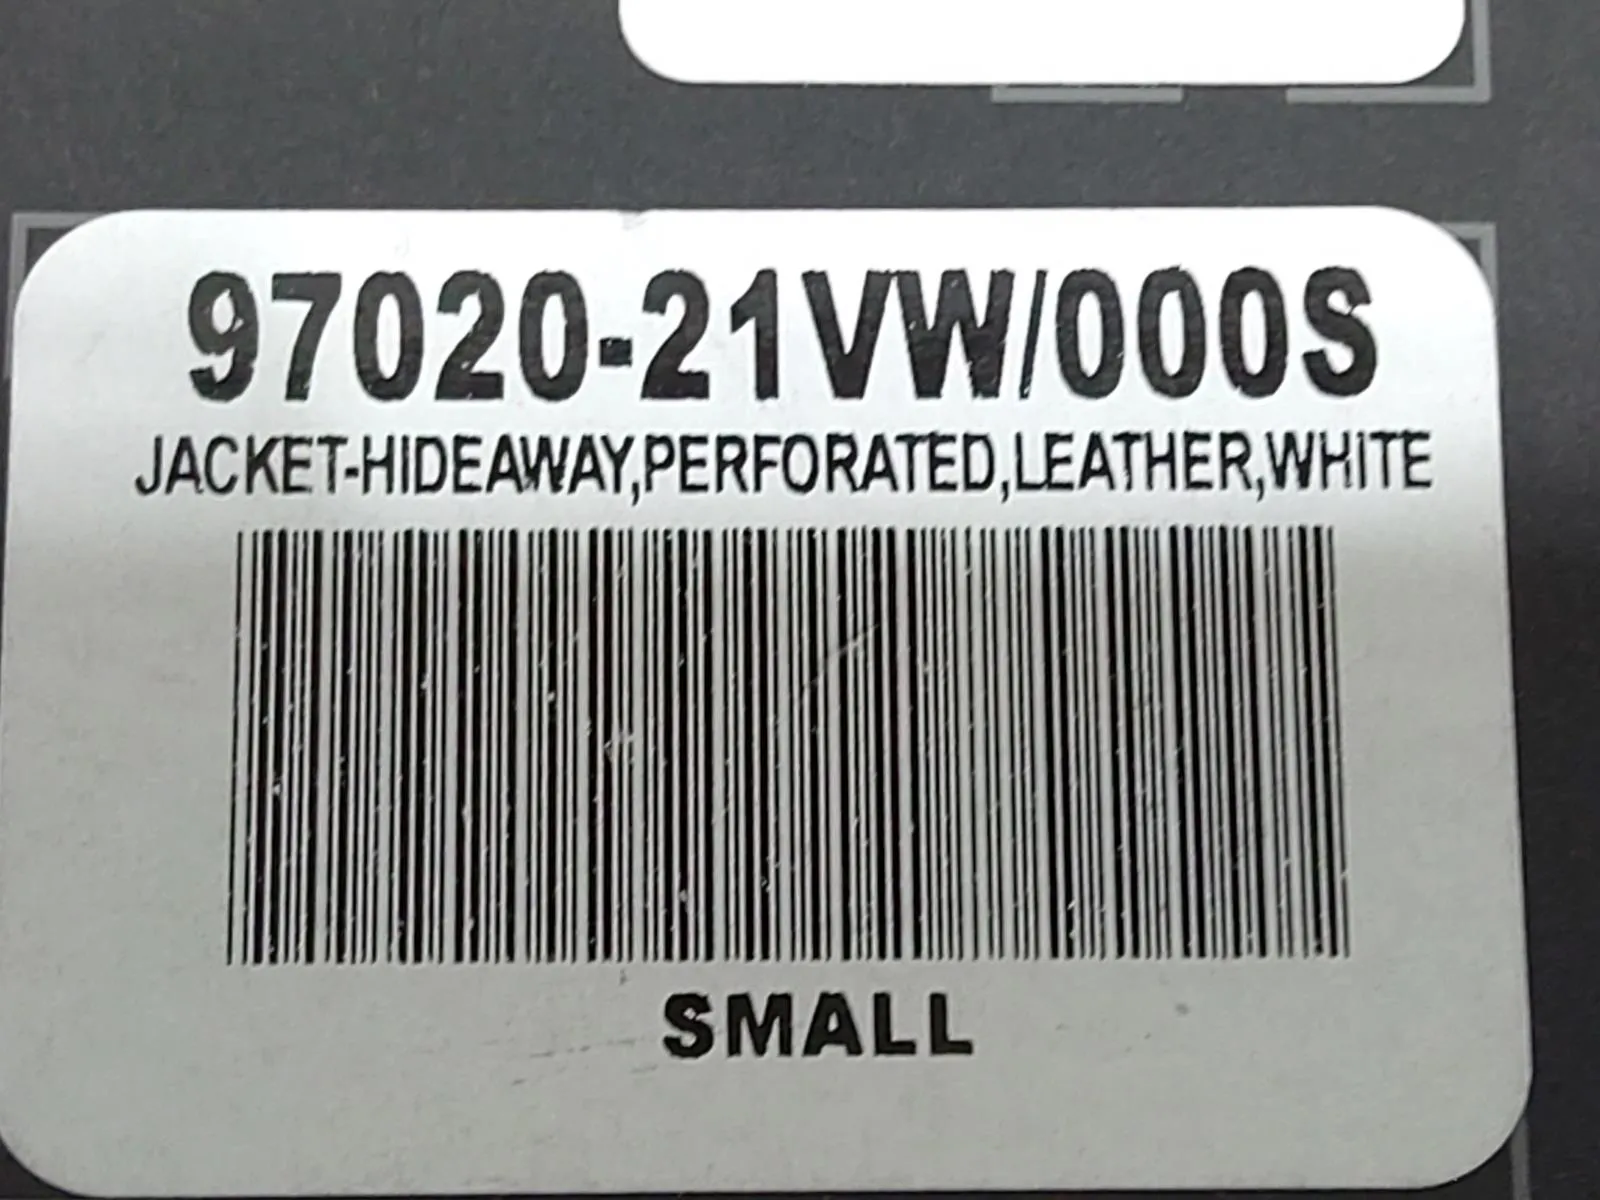 97020-21VW/000S
JACKET-HIDEAWAY,PERFORATED,LEATHER,WHITE
SMALL